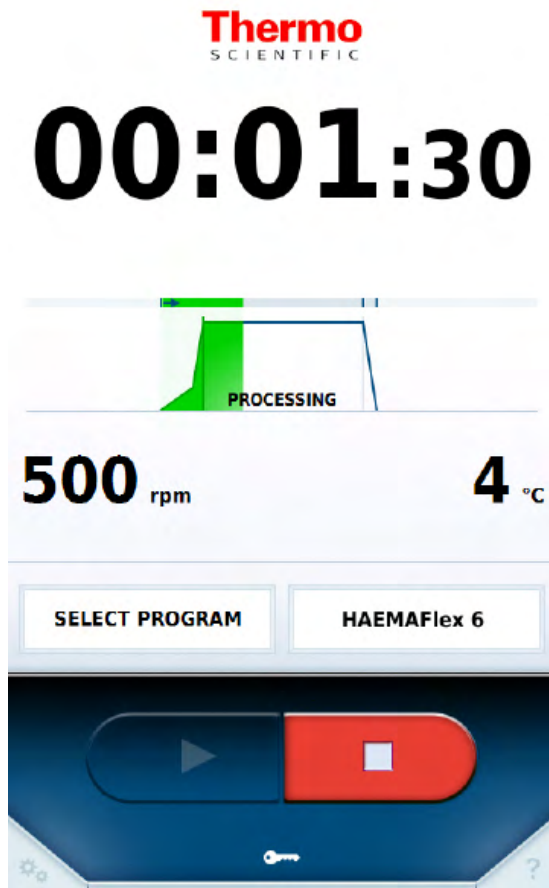 Thermo
SCIENTIFIC
00:01:30
PROCESSING
500 rpm
4 °C
SELECT PROGRAM
HAEMAFlex 6
?